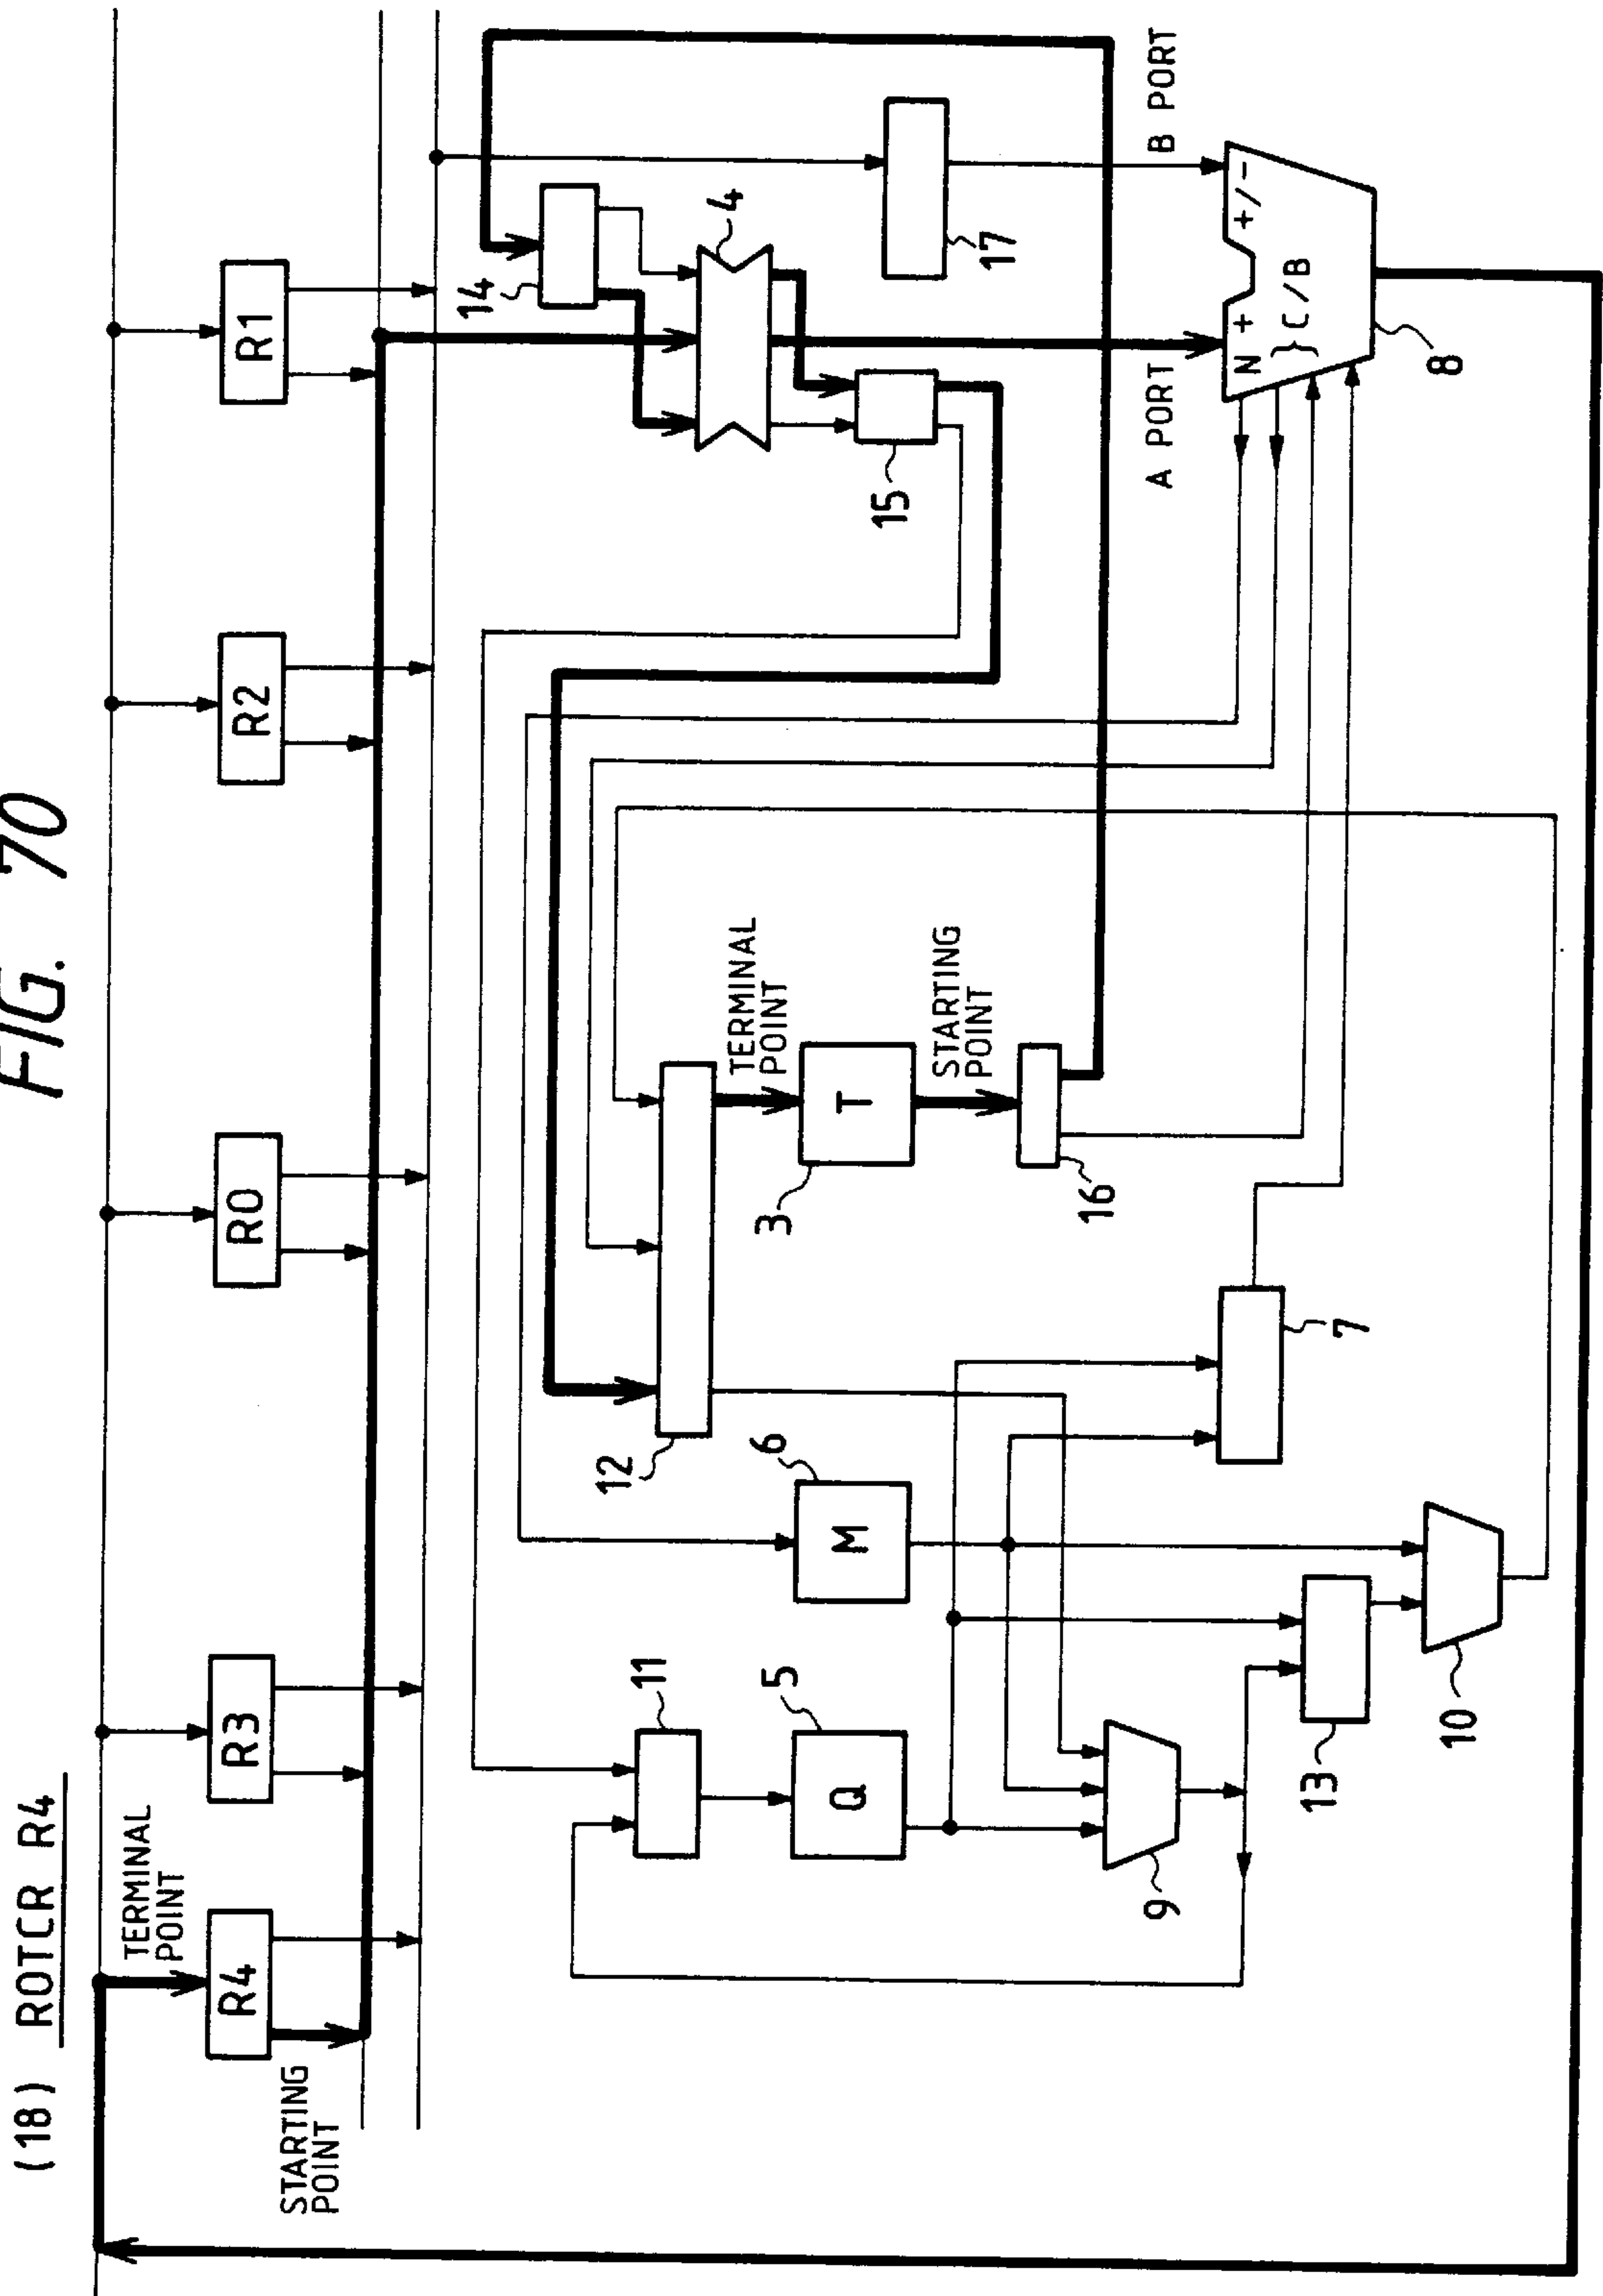 FIG. 70
(18) ROTCR R4
TERMINAL
POINT
STARTING
POINT
R4
R3
R0
R2
R1
14
4
17
15
B PORT
A PORT
N + +/-
} C/B
8
12
TERMINAL
POINT
T
3
STARTING
POINT
16
6
M
7
11
5
Q
9
13
10